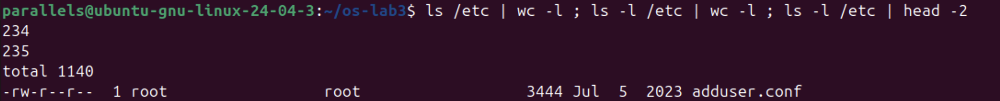 parallels@ubuntu-gnu-linux-24-04-3:~/os-lab3$ ls /etc | wc -l ; ls -l /etc | wc -l ; ls -l /etc | head -2
234
235
total 1140
-rw-r--r--  1 root                 root                  3444 Jul  5  2023 adduser.conf